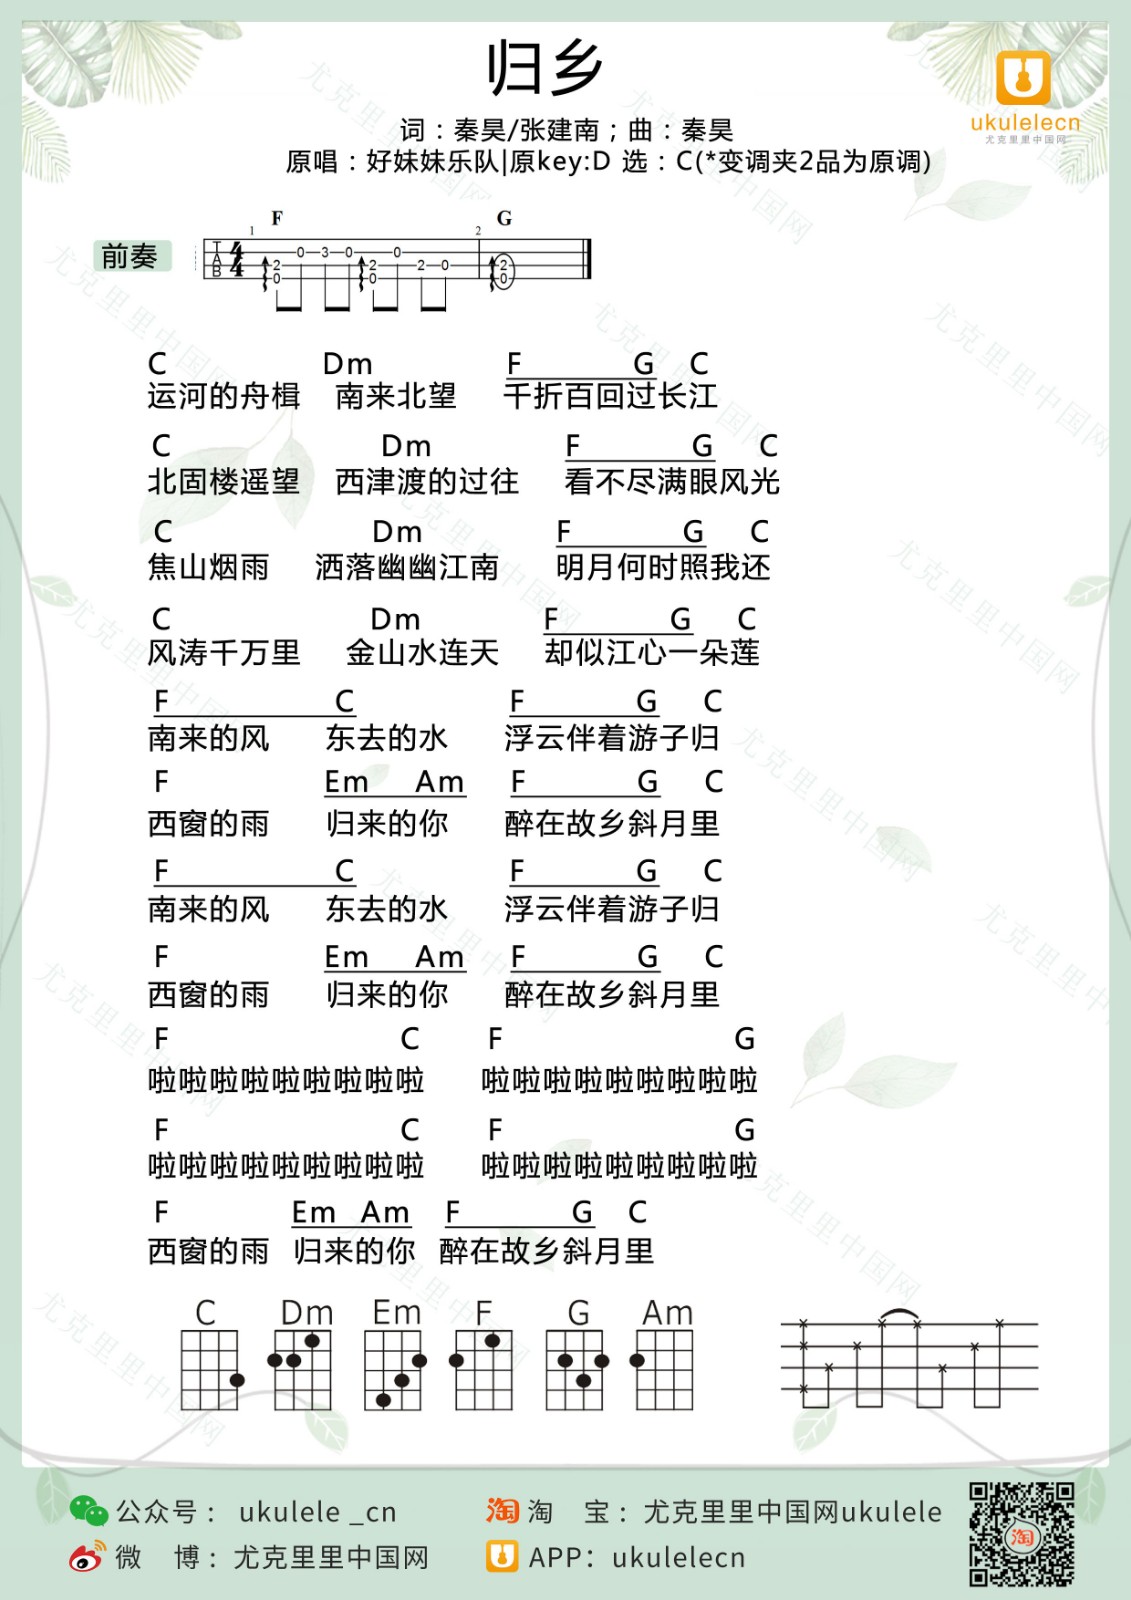 归乡
词：秦昊/张建南；曲：秦昊
原唱：好妹妹乐队|原key:D 选：C(*变调夹2品为原调)
ukulelecn
尤克里里中国网
前奏
F G
1 2
T A B 4 4
0 3 0 0
2 2 2 0 2
0 0 0
C Dm F G C
运河的舟楫 南来北望 千折百回过长江
C Dm F G C
北固楼遥望 西津渡的过往 看不尽满眼风光
C Dm F G C
焦山烟雨 洒落幽幽江南 明月何时照我还
C Dm F G C
风涛千万里 金山水连天 却似江心一朵莲
F C F G C
南来的风 东去的水 浮云伴着游子归
F Em Am F G C
西窗的雨 归来的你 醉在故乡斜月里
F C F G C
南来的风 东去的水 浮云伴着游子归
F Em Am F G C
西窗的雨 归来的你 醉在故乡斜月里
F C F G
啦啦啦啦啦啦啦啦啦 啦啦啦啦啦啦啦啦啦
F C F G
啦啦啦啦啦啦啦啦啦 啦啦啦啦啦啦啦啦啦
F Em Am F G C
西窗的雨 归来的你 醉在故乡斜月里
C Dm Em F G Am
公众号： ukulele _cn
淘 淘 宝：尤克里里中国网ukulele
微 博：尤克里里中国网
APP：ukulelecn
淘